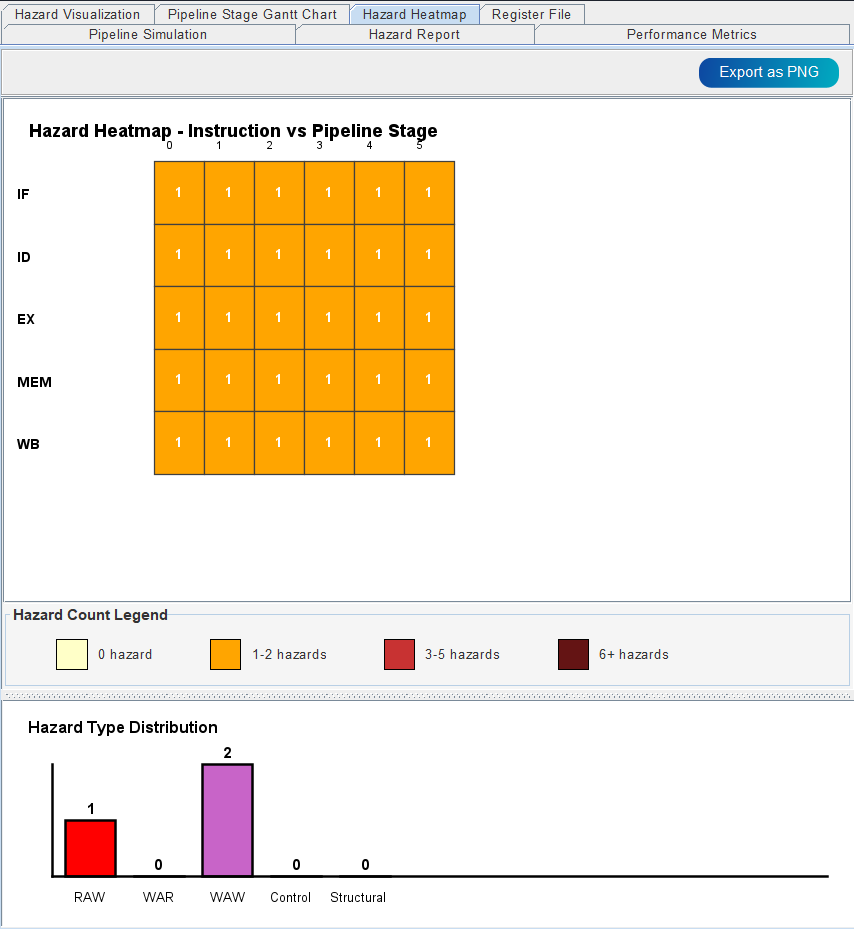 Hazard Visualization Pipeline Stage Gantt Chart Hazard Heatmap Register File
Pipeline Simulation Hazard Report Performance Metrics
Export as PNG
Hazard Heatmap - Instruction vs Pipeline Stage
0 1 2 3 4 5
IF 1 1 1 1 1 1
ID 1 1 1 1 1 1
EX 1 1 1 1 1 1
MEM 1 1 1 1 1 1
WB 1 1 1 1 1 1
Hazard Count Legend
0 hazard 1-2 hazards 3-5 hazards 6+ hazards
Hazard Type Distribution
2
1
0 0 0
RAW WAR WAW Control Structural